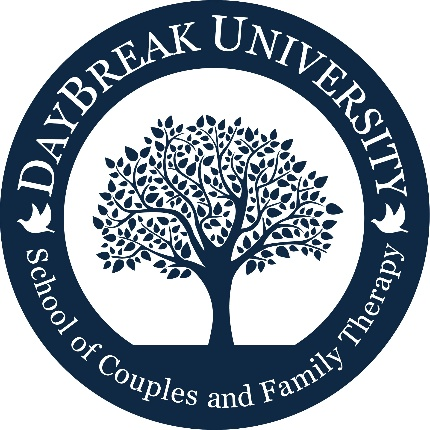 DAYBREAK UNIVERSITY
School of Couples and Family Therapy